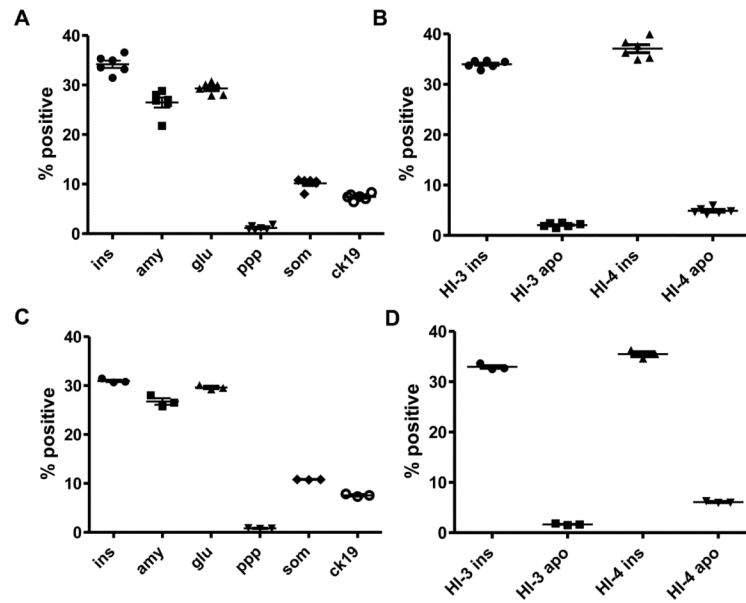 A
% positive
40
30
20
10
0
ins
amy
glu
ppp
som
ck19
B
% positive
40
30
20
10
0
HI-3 ins
HI-3 apo
HI-4 ins
HI-4 apo
C
% positive
40
30
20
10
0
ins
amy
glu
ppp
som
ck19
D
% positive
40
30
20
10
0
HI-3 ins
HI-3 apo
HI-4 ins
HI-4 apo